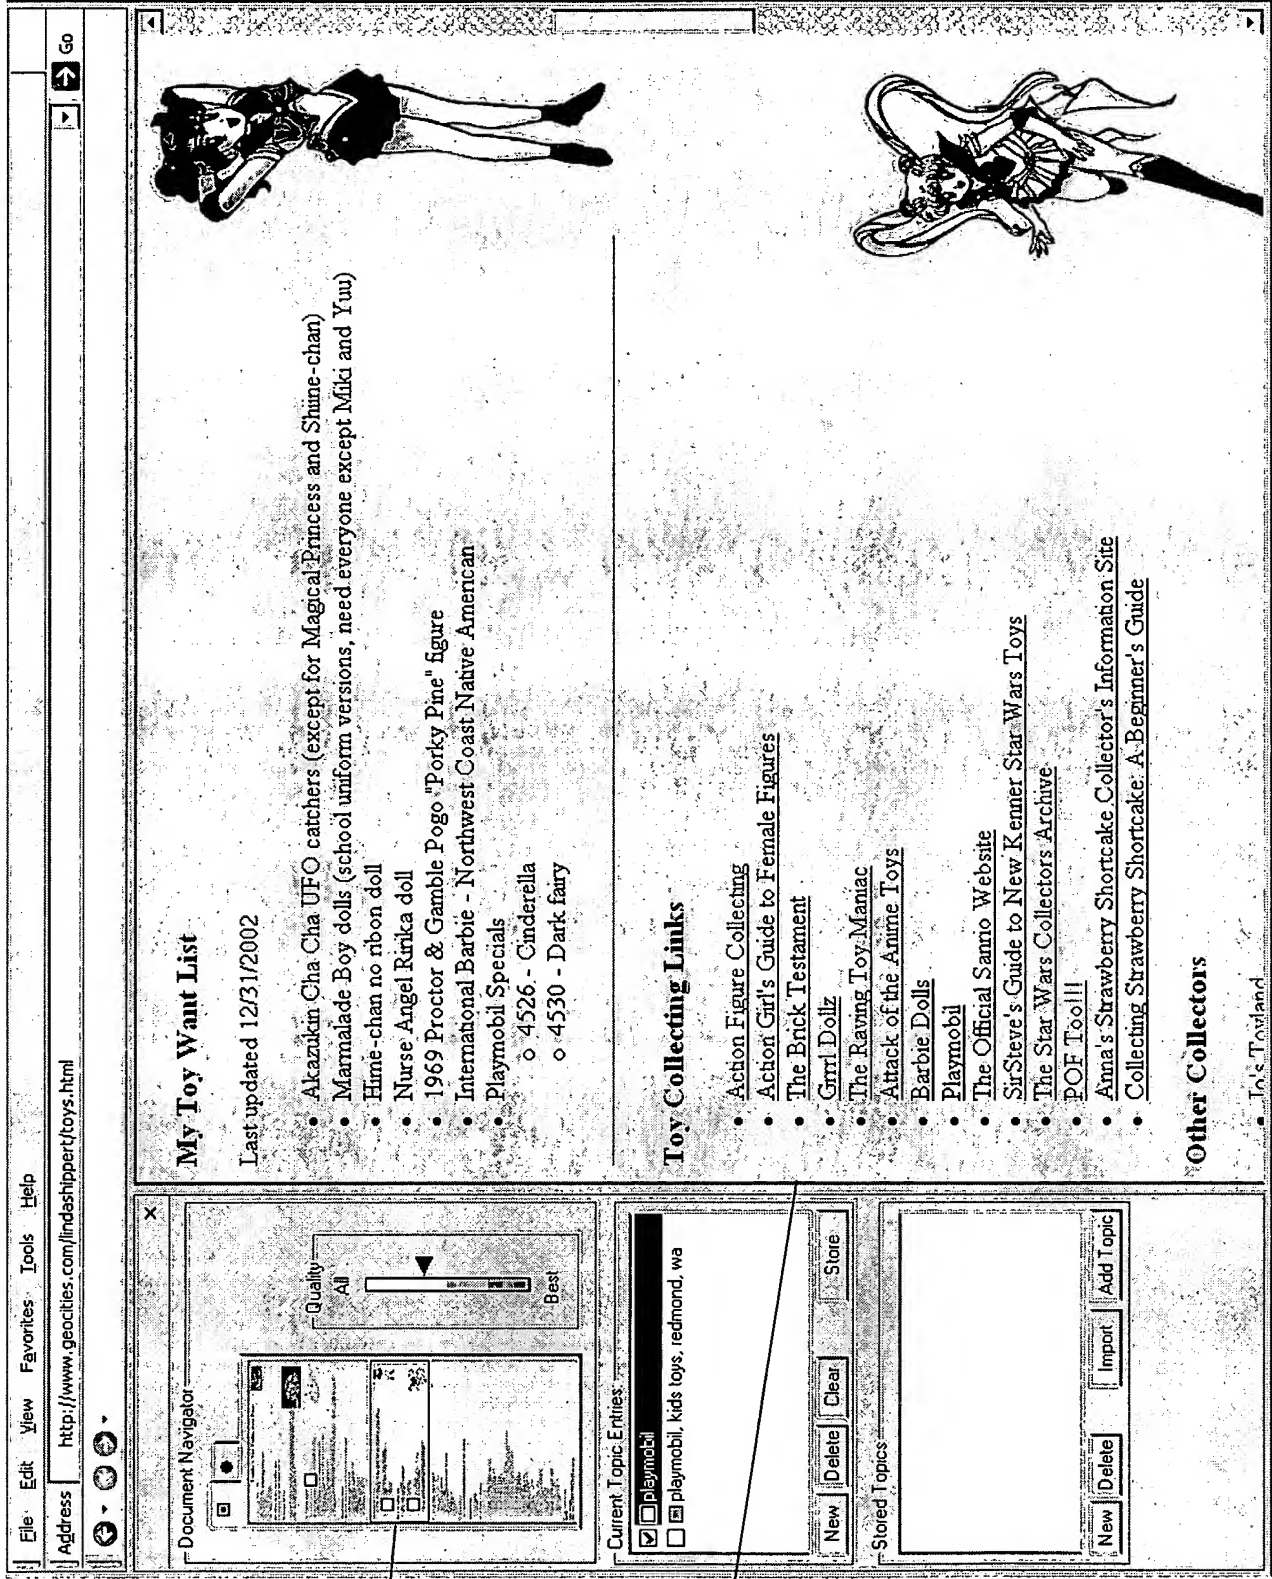 File Edit View Favorites Tools Help
Address http://www.geocities.com/lindashippert/toys.html Go
Document Navigator
Quality
All
Best
Current Topic Entries:
playmobil
playmobil, kids toys, redmond, wa
New Delete Clear Store
Stored Topics
New Delete Import Add Topic
My Toy Want List
Last updated 12/31/2002
• Akazukin Cha Cha UFO catchers (except for Magical Princess and Shiine-chan)
• Marmalade Boy dolls (school uniform versions, need everyone except Miki and Yuu)
• Hime-chan no ribon doll
• Nurse Angel Ririka doll
• 1969 Proctor & Gamble Pogo "Porky Pine" figure
• International Barbie - Northwest Coast Native American
• Playmobil Specials
o 4526 - Cinderella
o 4530 - Dark fairy
Toy Collecting Links
• Action Figure Collecting
• Action Girl's Guide to Female Figures
• The Brick Testament
• Grrrl Dollz
• The Raving Toy Maniac
• Attack of the Anime Toys
• Barbie Dolls
• Playmobil
• The Official Sanrio Website
• SirSteve's Guide to New Kenner Star Wars Toys
• The Star Wars Collectors Archive
• POF Too!!!
• Anna's Strawberry Shortcake Collector's Information Site
• Collecting Strawberry Shortcake: A Beginner's Guide
Other Collectors
• Jo's Toyland